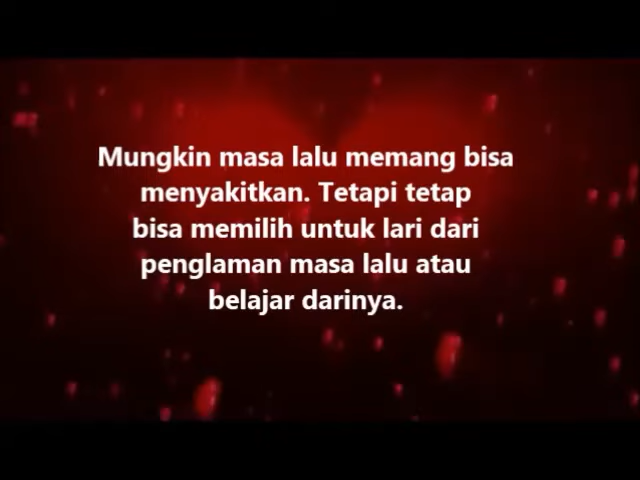 Mungkin masa lalu memang bisa
menyakitkan. Tetapi tetap
bisa memilih untuk lari dari
penglaman masa lalu atau
belajar darinya.